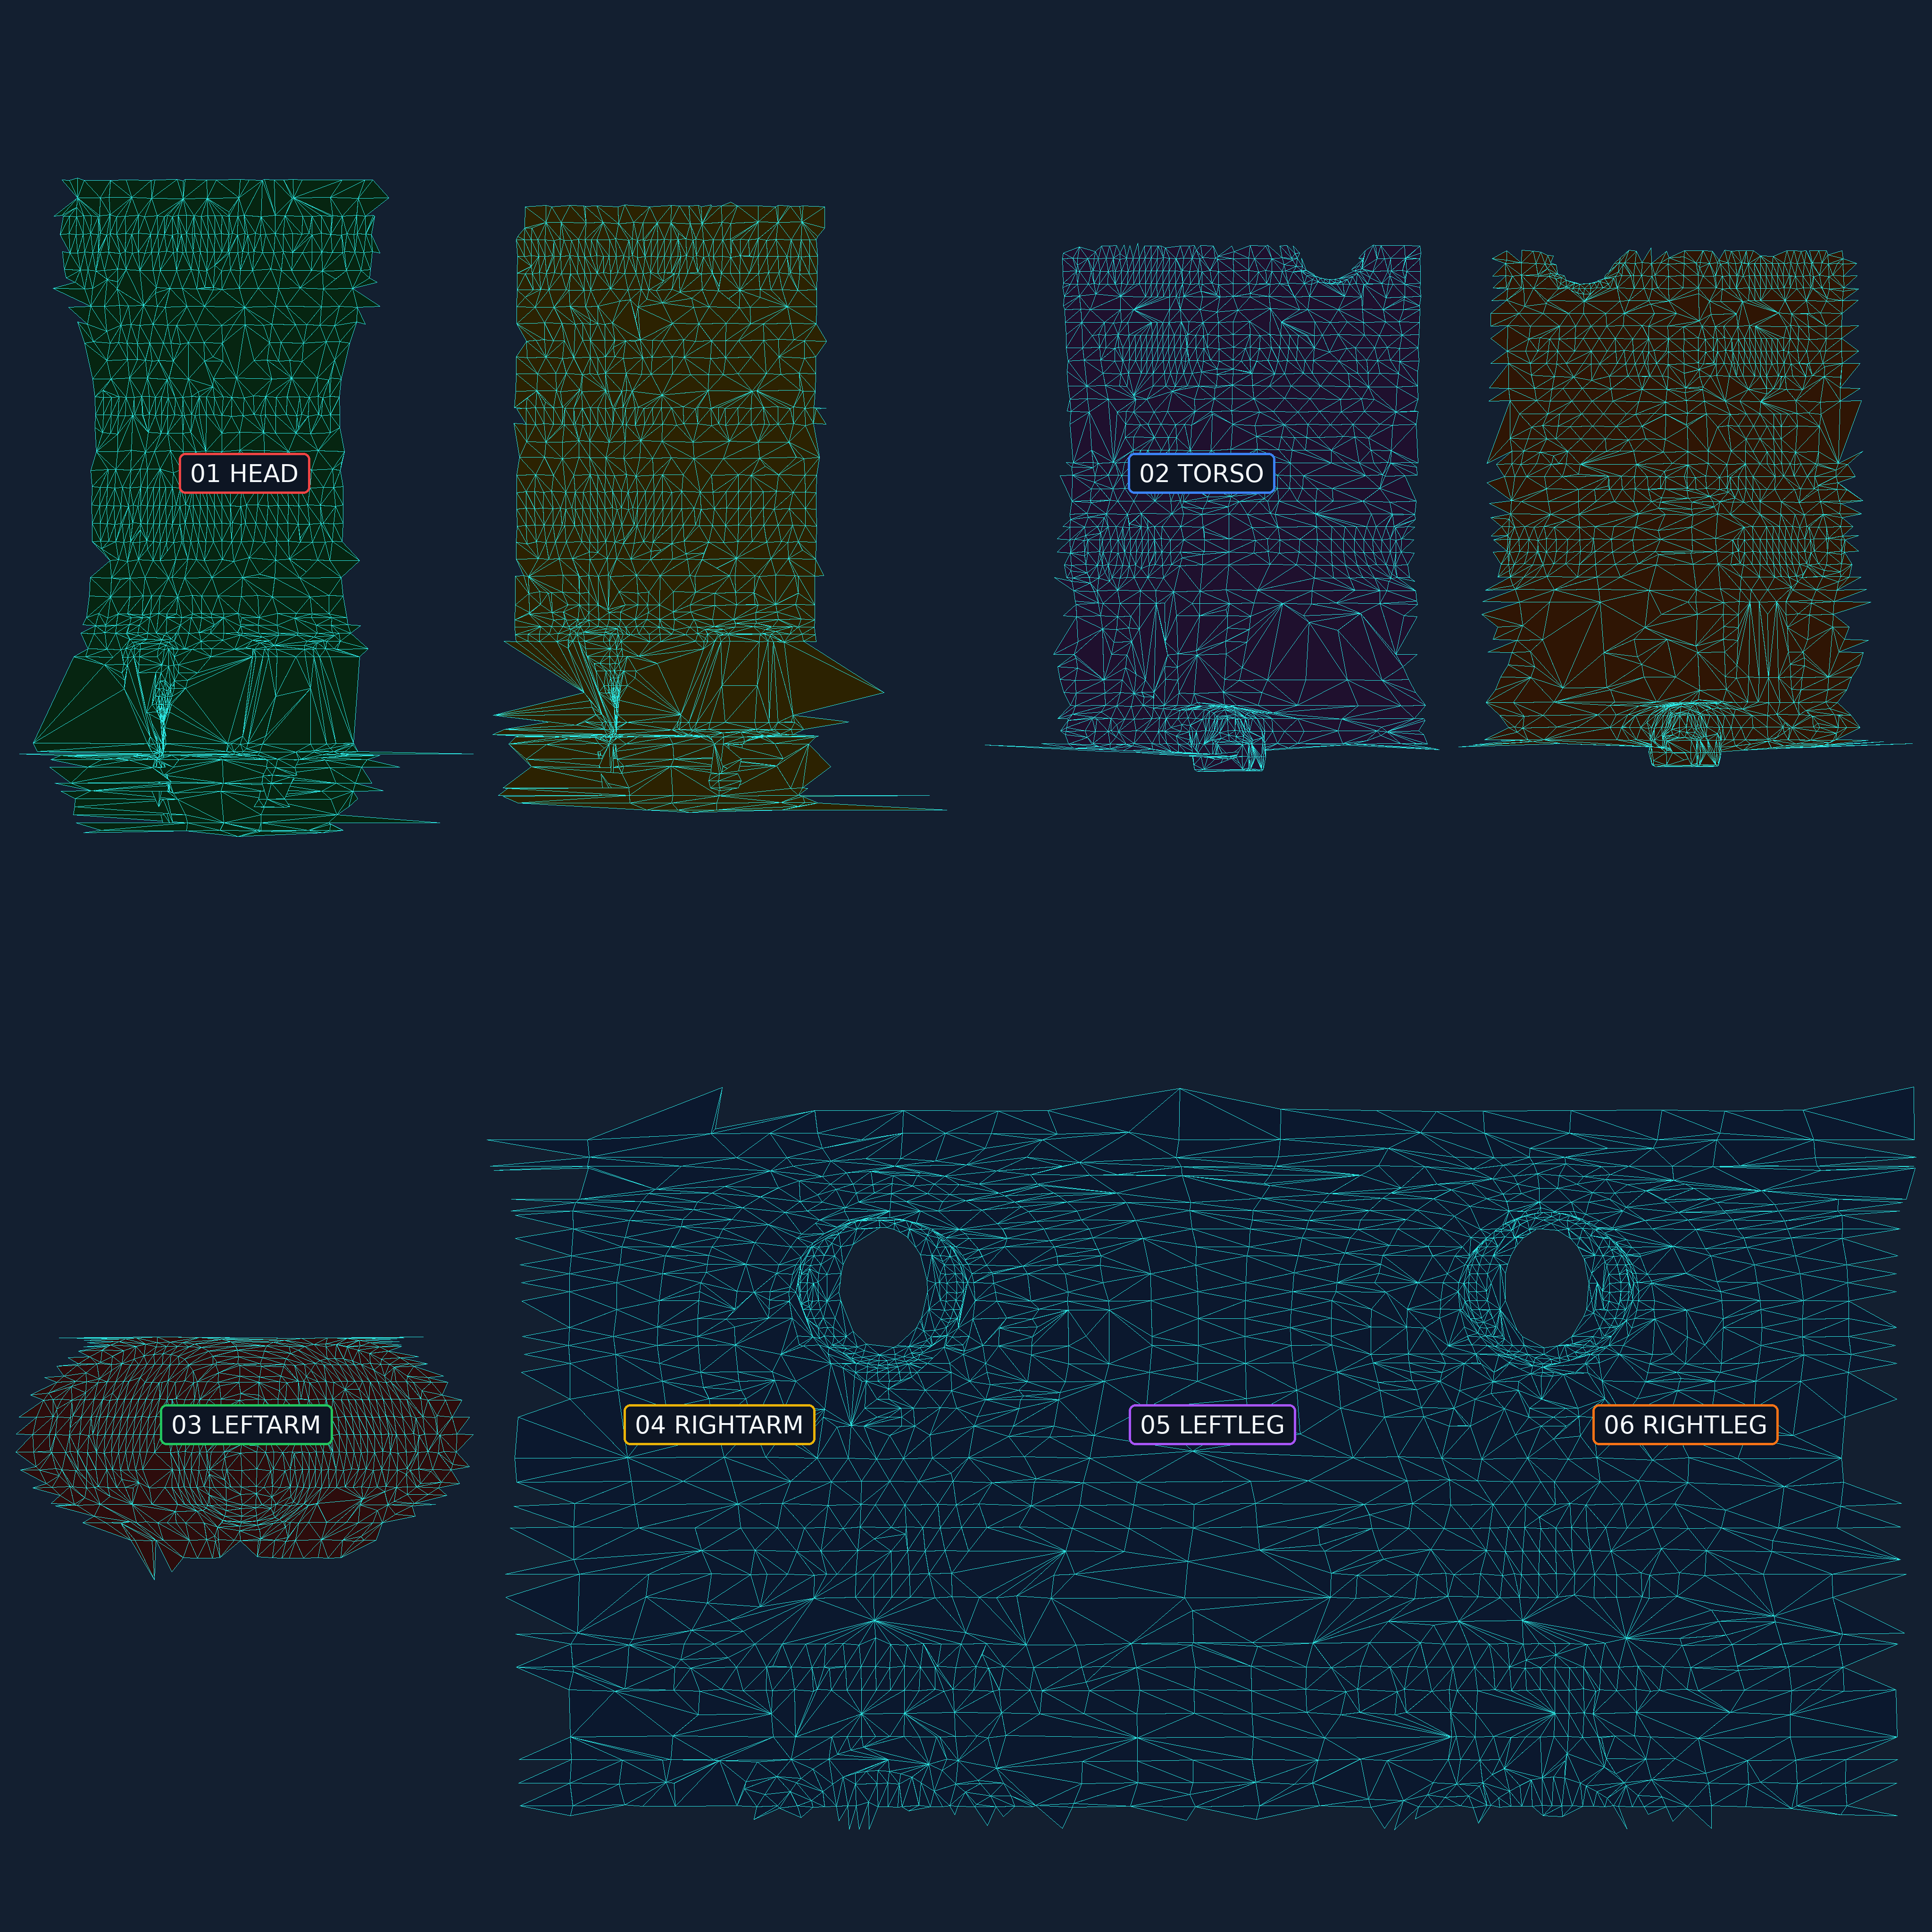 01 HEAD
02 TORSO
03 LEFTARM
04 RIGHTARM
05 LEFTLEG
06 RIGHTLEG